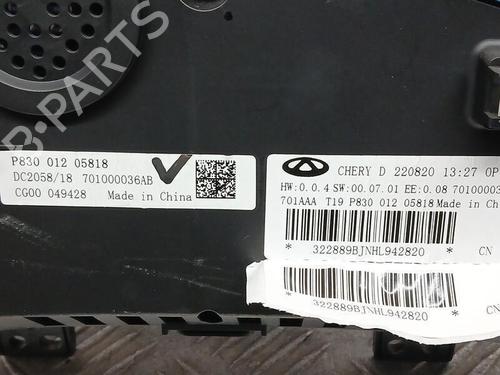 B-PARTS
P830 012 05818
DC2058/18 701000036AB
CG00 049428 Made in China
CHERY D 220820 13:27 OP
HW:0.0.4 SW:00.07.01 EE:0.08 70100003
701AAA T19 P830 012 05818 Made in Ch
* 322889BJNHL942820 * CN
* 322889BJNHL942820 * CN